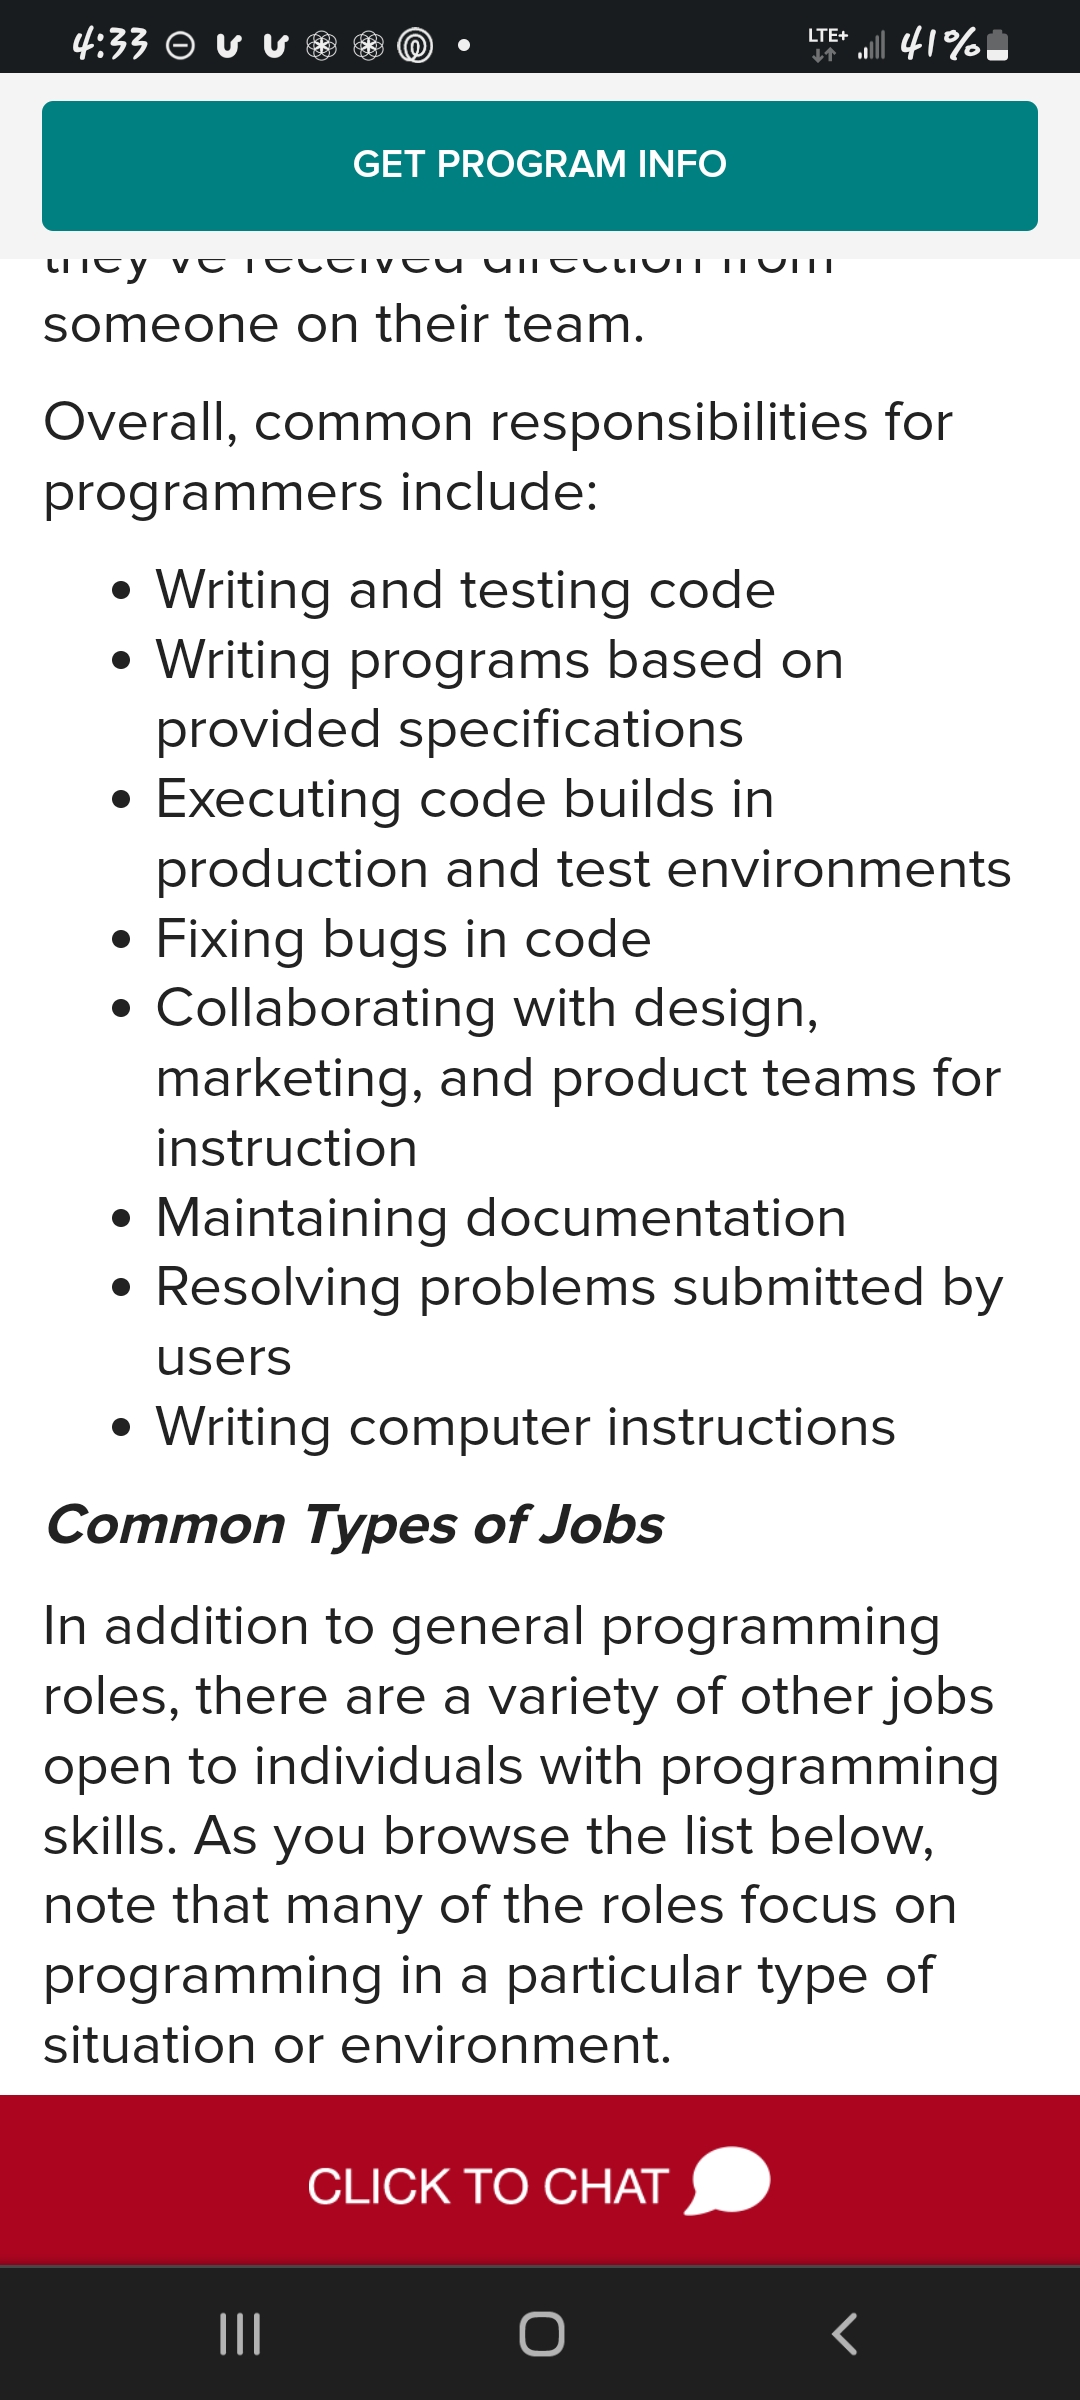 4:33
LTE+ 41%
GET PROGRAM INFO
they've received direction from
someone on their team.
Overall, common responsibilities for
programmers include:
• Writing and testing code
• Writing programs based on
provided specifications
• Executing code builds in
production and test environments
• Fixing bugs in code
• Collaborating with design,
marketing, and product teams for
instruction
• Maintaining documentation
• Resolving problems submitted by
users
• Writing computer instructions
Common Types of Jobs
In addition to general programming
roles, there are a variety of other jobs
open to individuals with programming
skills. As you browse the list below,
note that many of the roles focus on
programming in a particular type of
situation or environment.
CLICK TO CHAT